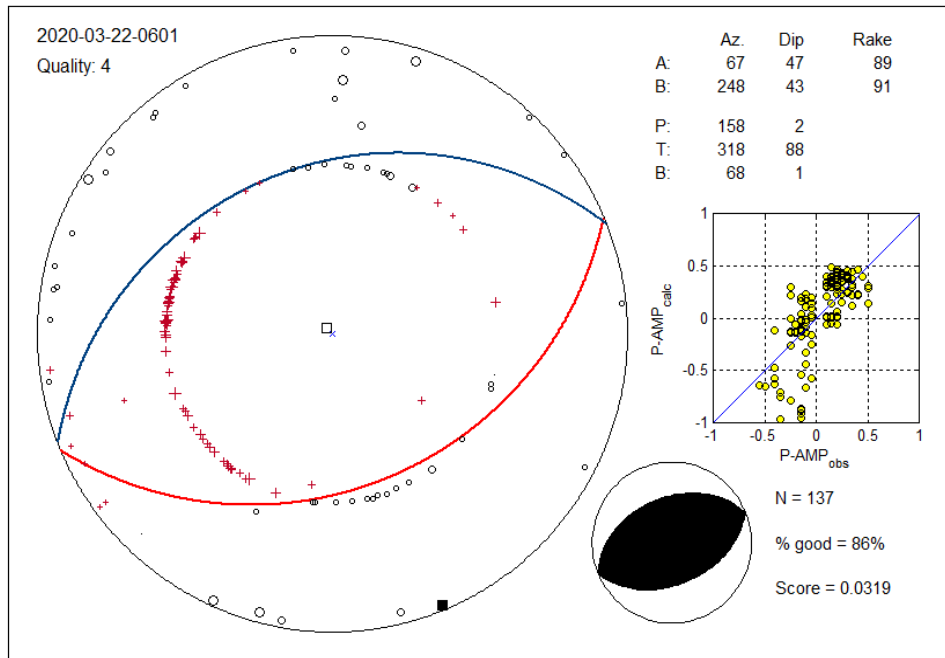 2020-03-22-0601
Quality: 4
Az. Dip Rake
A: 67 47 89
B: 248 43 91
P: 158 2
T: 318 88
B: 68 1
1
0.5
0
-0.5
-1
-1 -0.5 0 0.5 1
P-AMPcalc
P-AMPobs
N = 137
% good = 86%
Score = 0.0319